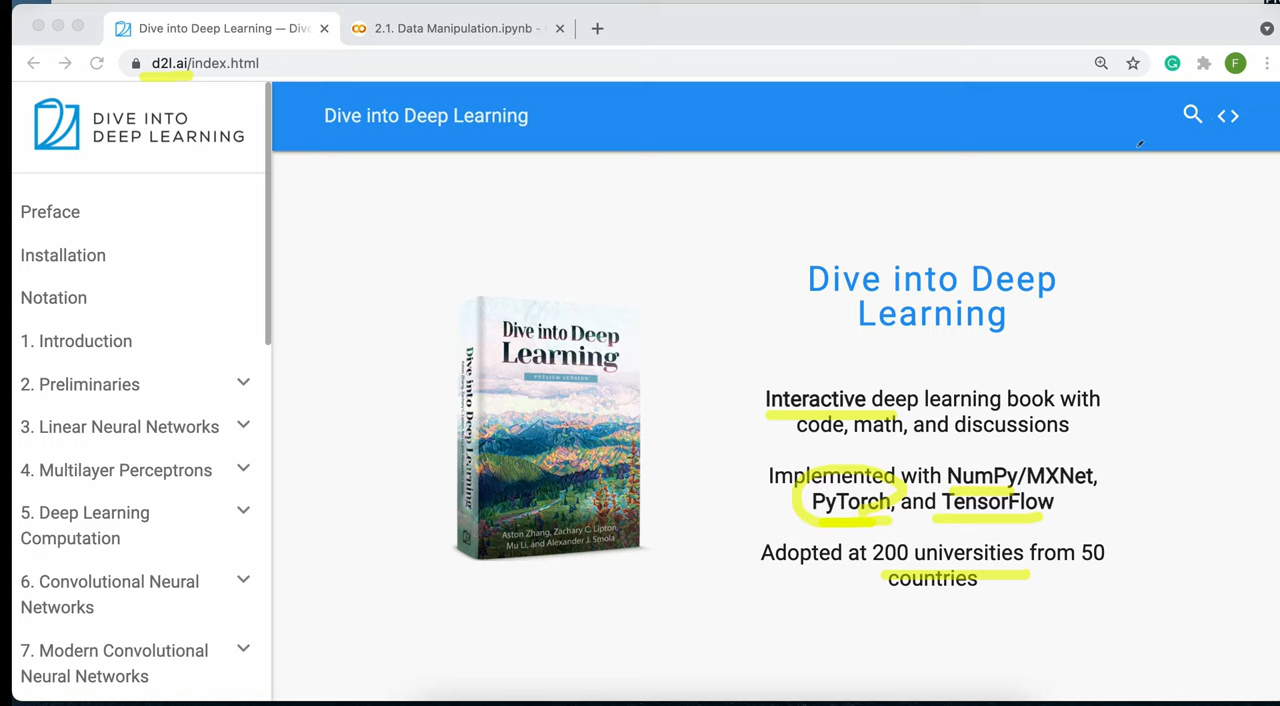 Dive into Deep Learning — Dive
2.1. Data Manipulation.ipynb -
d2l.ai/index.html
F
DIVE INTO
DEEP LEARNING
Dive into Deep Learning
Preface
Installation
Notation
1. Introduction
2. Preliminaries
3. Linear Neural Networks
4. Multilayer Perceptrons
5. Deep Learning
Computation
6. Convolutional Neural
Networks
7. Modern Convolutional
Neural Networks
Dive into Deep
Learning
PREVIEW VERSION
Aston Zhang, Zachary C. Lipton,
Mu Li, and Alexander J. Smola
Dive into Deep Learning
Dive into Deep
Learning
Interactive deep learning book with
code, math, and discussions
Implemented with NumPy/MXNet,
PyTorch, and TensorFlow
Adopted at 200 universities from 50
countries